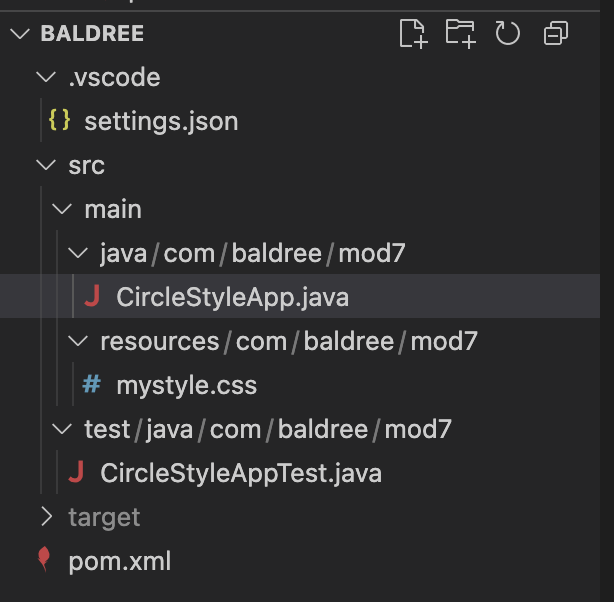 BALDREE
.vscode
{} settings.json
src
main
java/com/baldree/mod7
J CircleStyleApp.java
resources/com/baldree/mod7
# mystyle.css
test/java/com/baldree/mod7
J CircleStyleAppTest.java
target
pom.xml